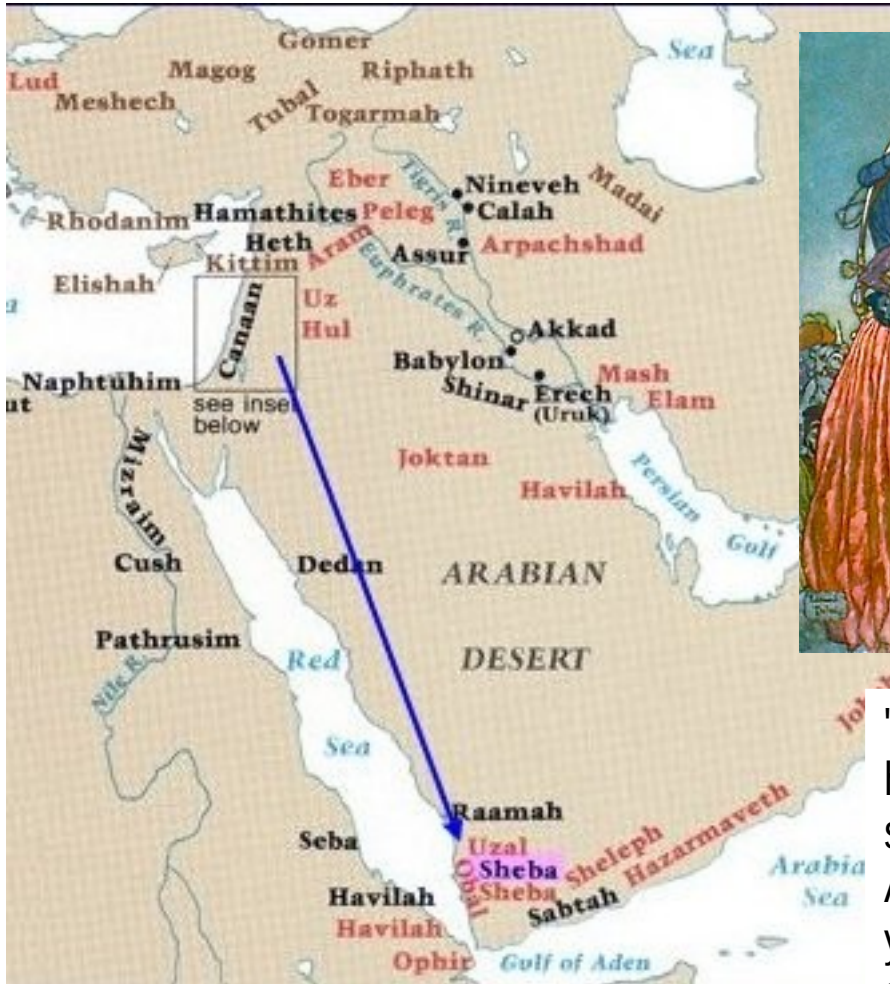 Gomer
Sea
Lud
Magog
Riphath
Meshech
Tubal
Togarmah
Eber
Tigris R.
Nineveh
Madai
Rhodanim
Hamathites
Peleg
Calah
Heth
Aram
Assur
Arpachshad
Kittim
Elishah
Euphrates R.
Uz
Hul
Canaan
Akkad
Babylon
Naphtuhim
Shinar
Erech
(Uruk)
Mash
Elam
ut
see inset
below
Mizraim
Joktan
Havilah
Persian
Gulf
Cush
Dedan
ARABIAN
DESERT
Pathrusim
Red
Sea
Nile R.
Raamah
Seba
Uzal
Sheba
Obal
Sheba
Sheleph
Hazarmaveth
Sabtah
Havilah
Havilah
Ophir
Gulf of Aden
Arabia
Sea